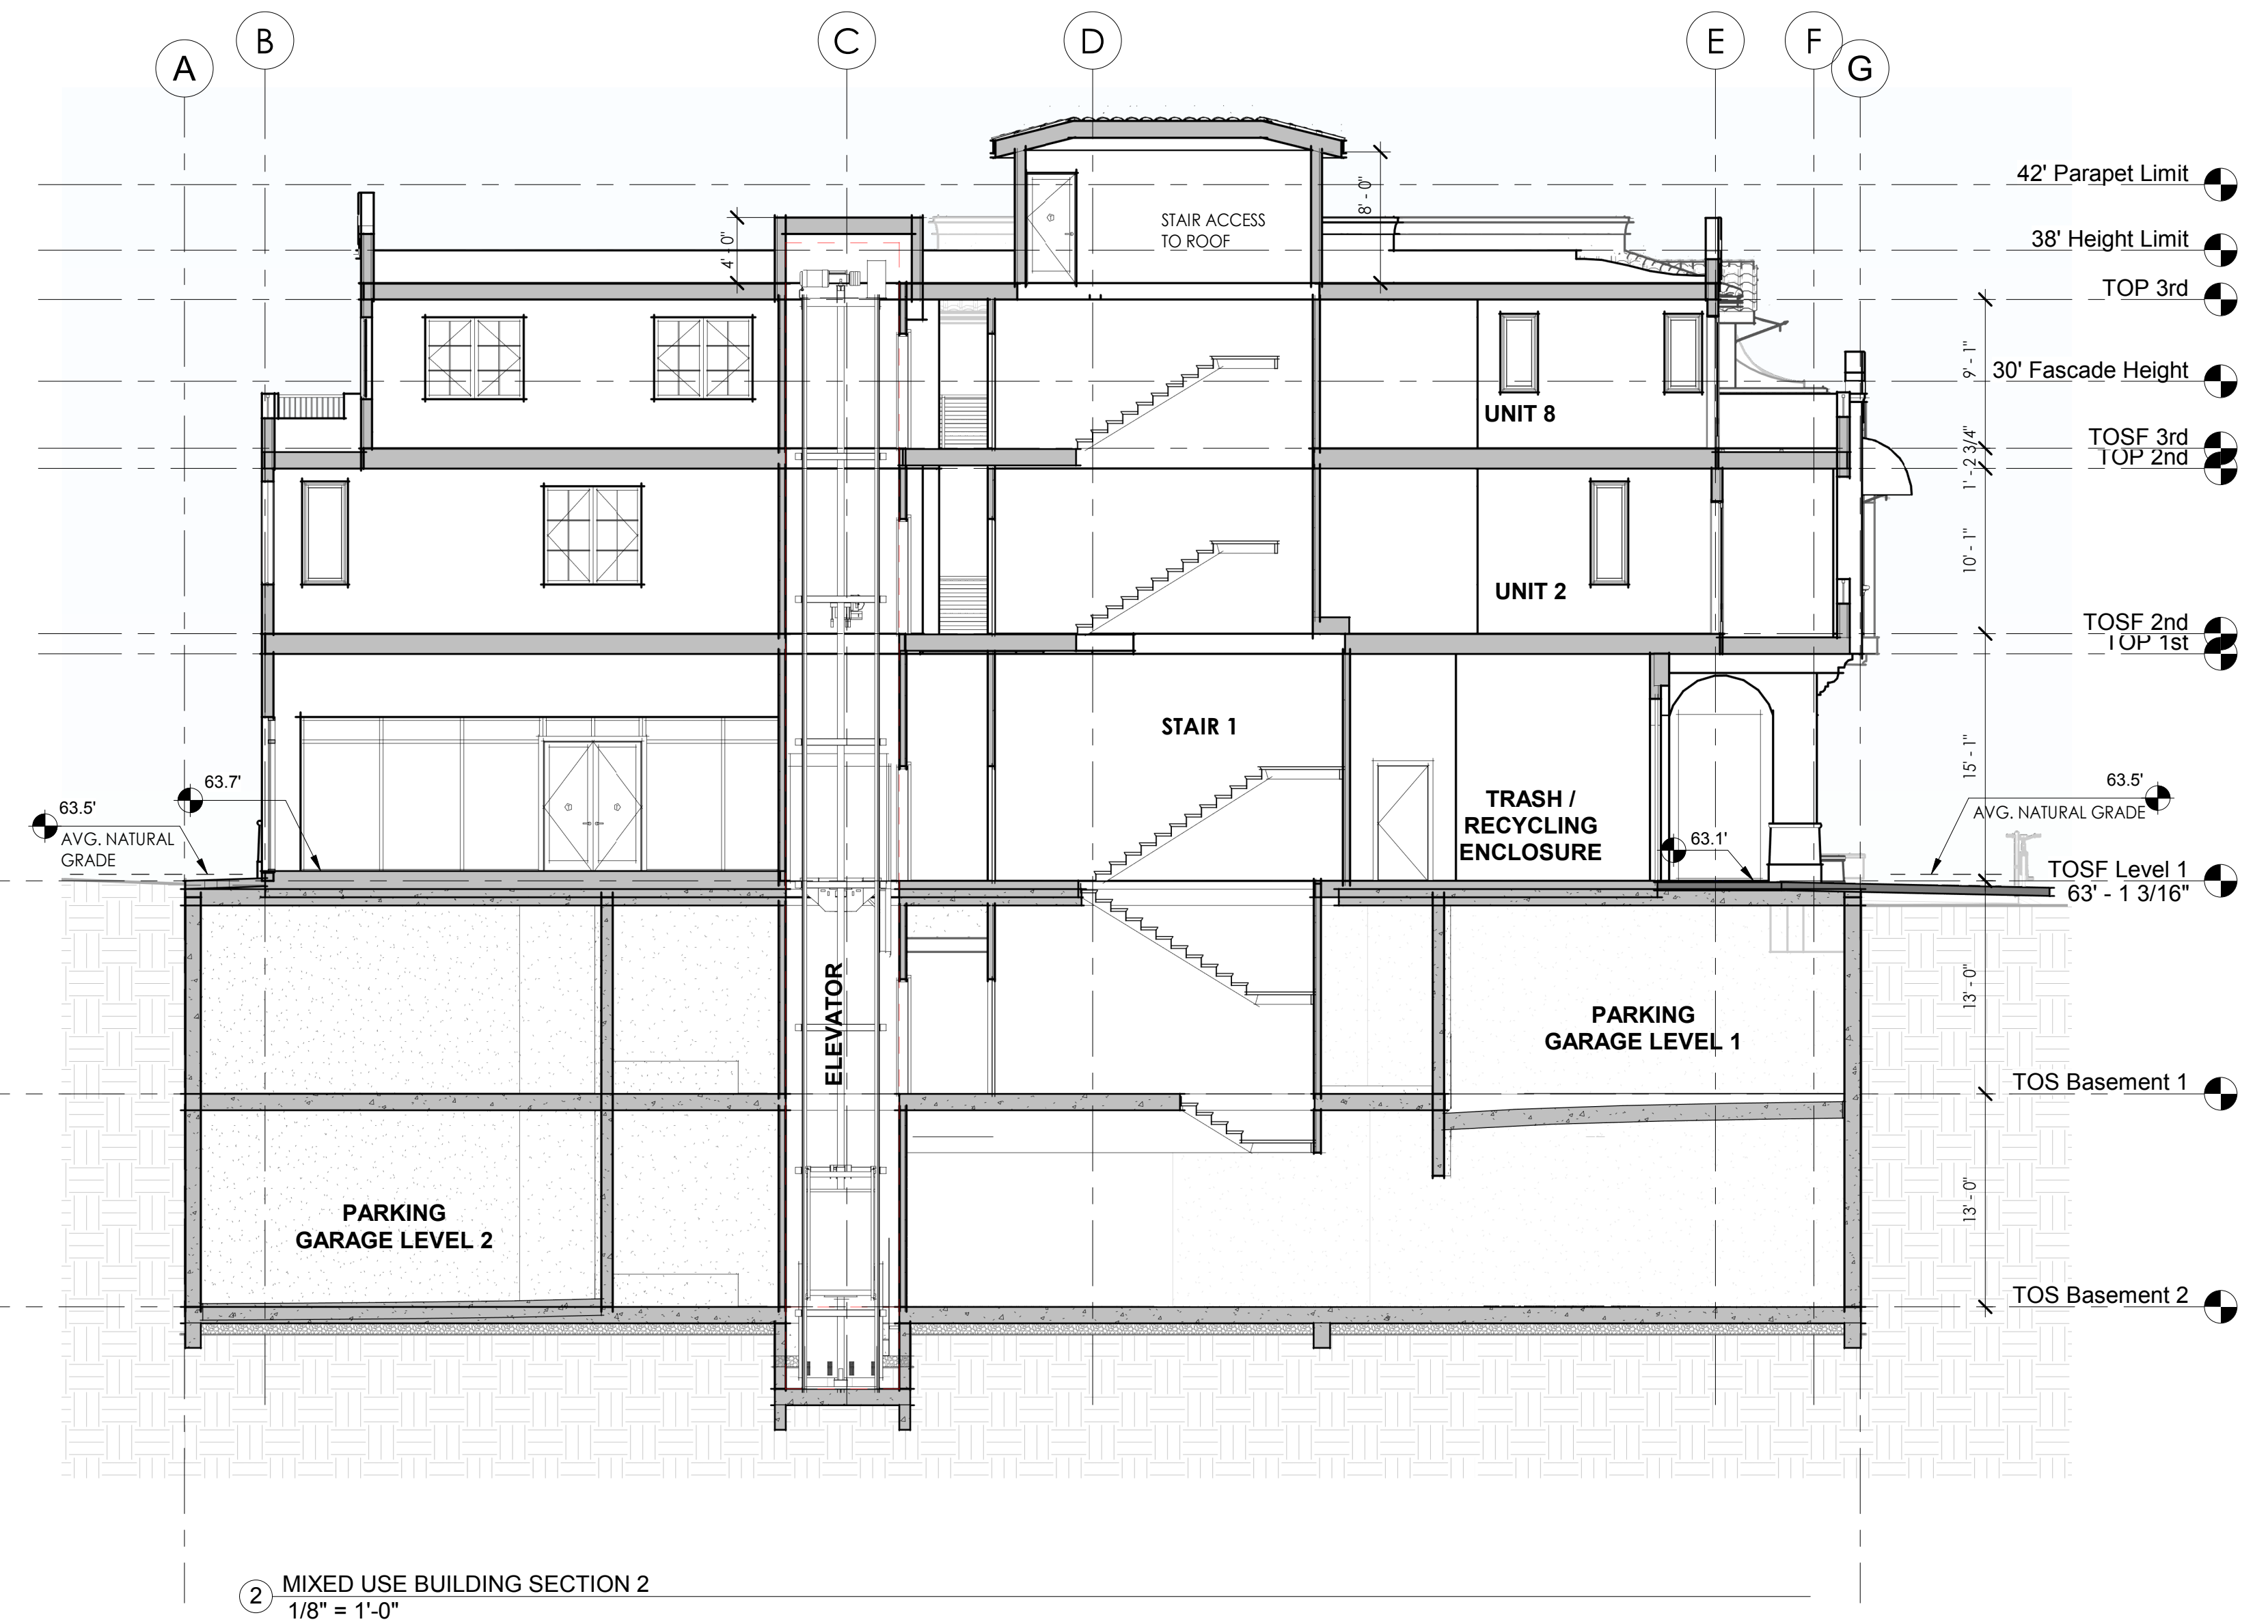 A
B
C
D
E
F
G
42' Parapet Limit
38' Height Limit
TOP 3rd
30' Fascade Height
TOSF 3rd
TOP 2nd
TOSF 2nd
TOP 1st
TOSF Level 1
63' - 1 3/16"
TOS Basement 1
TOS Basement 2
4' - 0"
8' - 0"
STAIR ACCESS
TO ROOF
9' - 1"
1' - 2 3/4"
10' - 1"
15' - 1"
13' - 0"
13' - 0"
UNIT 8
UNIT 2
STAIR 1
TRASH /
RECYCLING
ENCLOSURE
63.7'
63.5'
AVG. NATURAL
GRADE
63.1'
63.5'
AVG. NATURAL GRADE
ELEVATOR
PARKING
GARAGE LEVEL 1
PARKING
GARAGE LEVEL 2
2
MIXED USE BUILDING SECTION 2
1/8" = 1'-0"